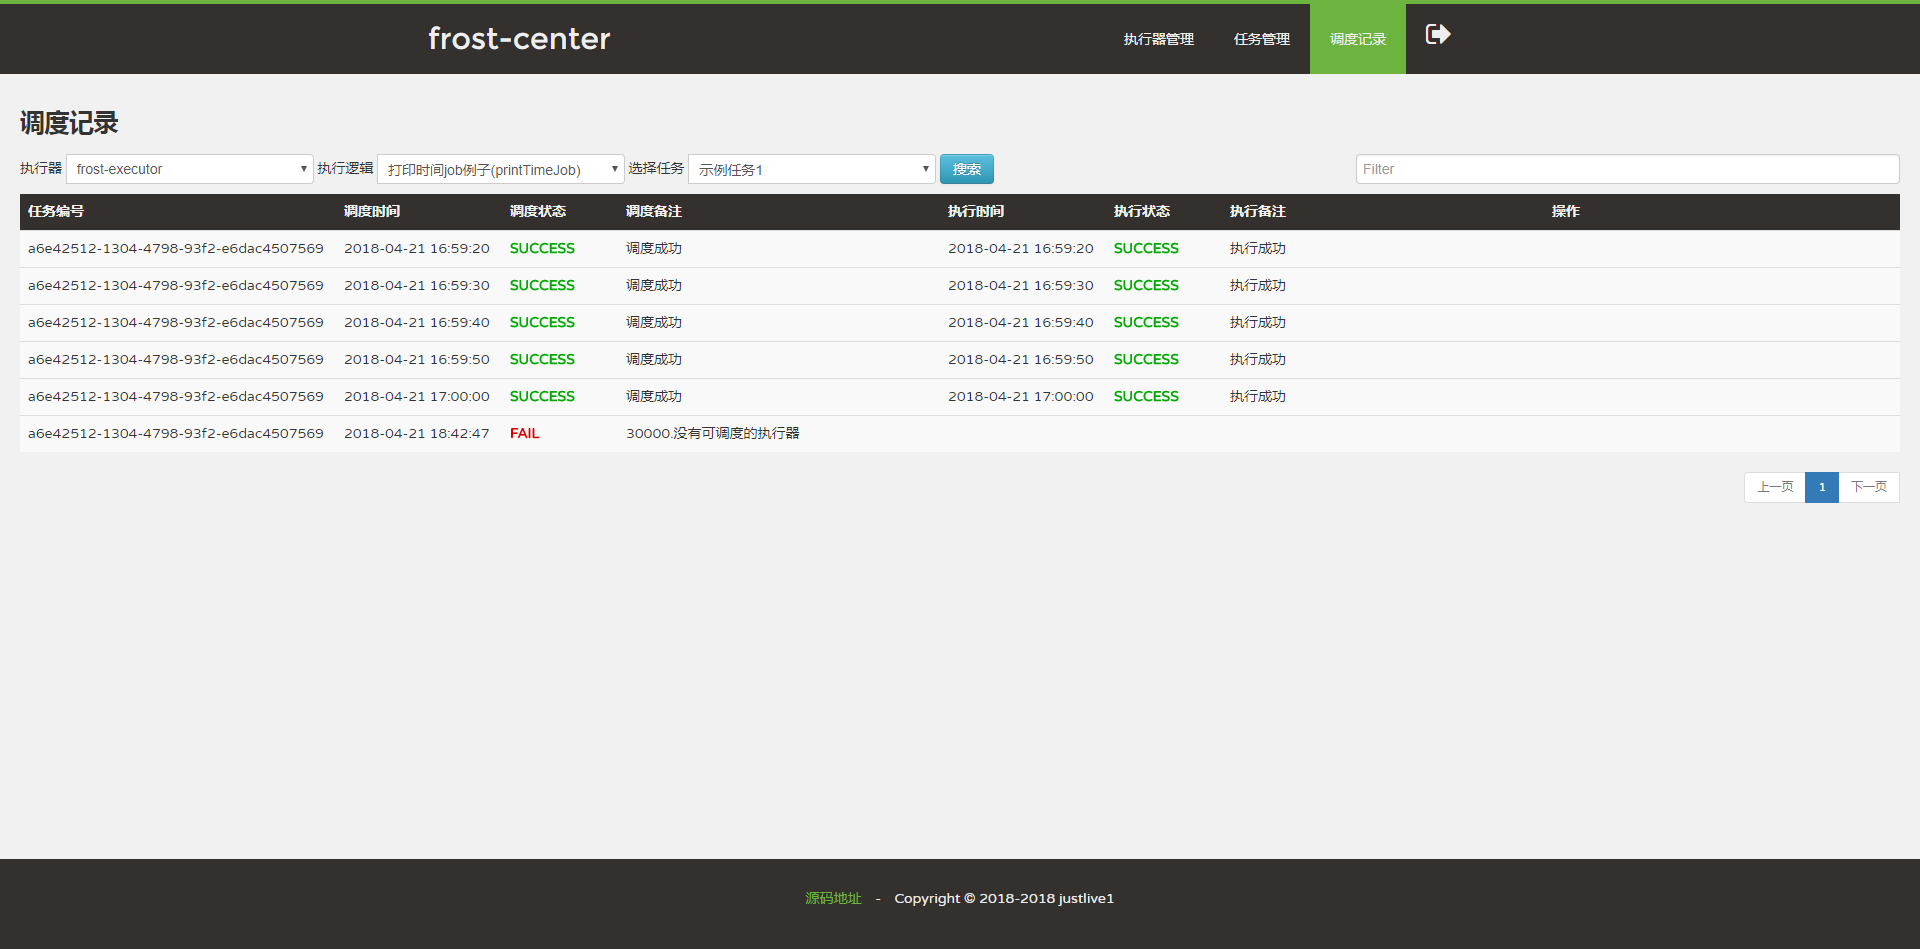 frost-center
执行器管理 任务管理 调度记录
调度记录
执行器 frost-executor 执行逻辑 打印时间job例子(printTimeJob) 选择任务 示例任务1 搜索 Filter
任务编号 调度时间 调度状态 调度备注 执行时间 执行状态 执行备注 操作
a6e42512-1304-4798-93f2-e6dac4507569 2018-04-21 16:59:20 SUCCESS 调度成功 2018-04-21 16:59:20 SUCCESS 执行成功
a6e42512-1304-4798-93f2-e6dac4507569 2018-04-21 16:59:30 SUCCESS 调度成功 2018-04-21 16:59:30 SUCCESS 执行成功
a6e42512-1304-4798-93f2-e6dac4507569 2018-04-21 16:59:40 SUCCESS 调度成功 2018-04-21 16:59:40 SUCCESS 执行成功
a6e42512-1304-4798-93f2-e6dac4507569 2018-04-21 16:59:50 SUCCESS 调度成功 2018-04-21 16:59:50 SUCCESS 执行成功
a6e42512-1304-4798-93f2-e6dac4507569 2018-04-21 17:00:00 SUCCESS 调度成功 2018-04-21 17:00:00 SUCCESS 执行成功
a6e42512-1304-4798-93f2-e6dac4507569 2018-04-21 18:42:47 FAIL 30000.没有可调度的执行器
上一页 1 下一页
源码地址 - Copyright © 2018-2018 justlive1